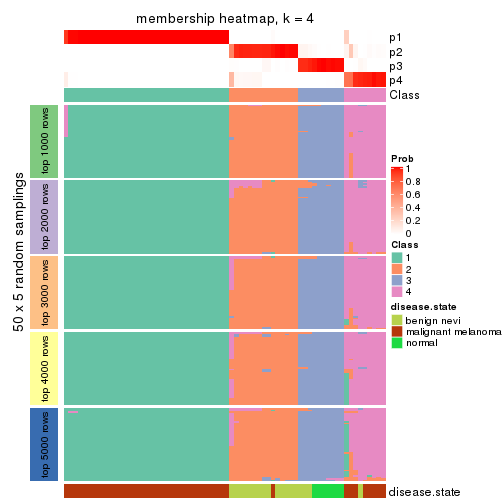 membership heatmap, k = 4
p1
p2
p3
p4
Class
50 x 5 random samplings
top 1000 rows
top 2000 rows
top 3000 rows
top 4000 rows
top 5000 rows
Prob
1
0.8
0.6
0.4
0.2
0
Class
1
2
3
4
disease.state
benign nevi
malignant melanoma
normal
disease.state